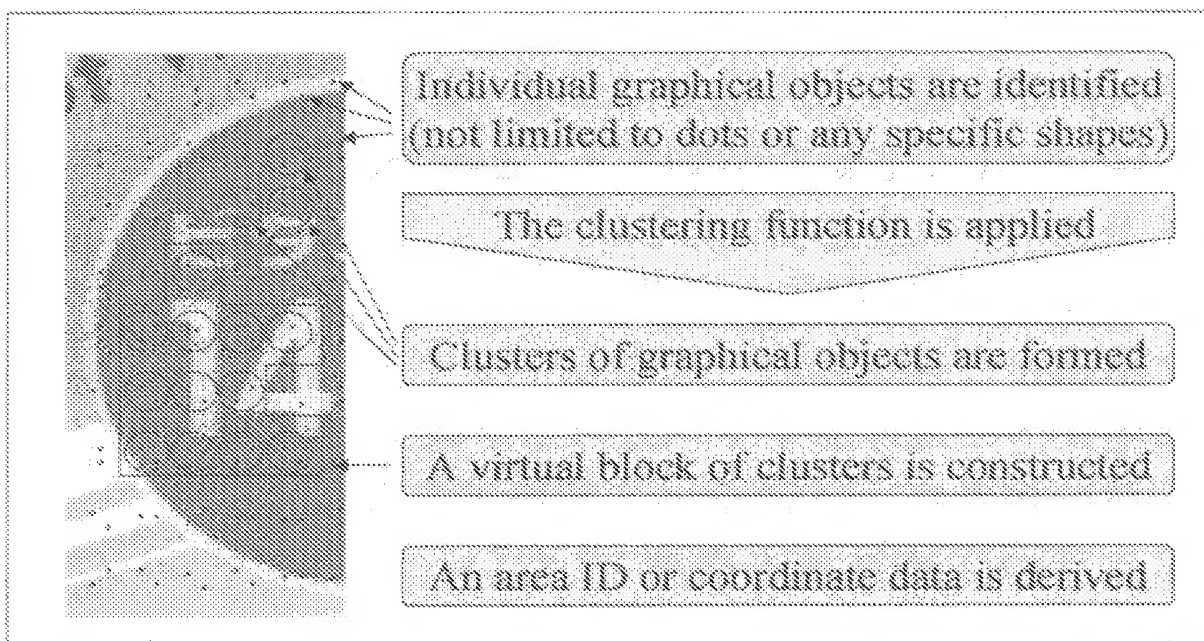 Individual graphical objects are identified
(not limited to dots or any specific shapes)
The clustering function is applied
Clusters of graphical objects are formed
14
A virtual block of clusters is constructed
An area ID or coordinate data is derived